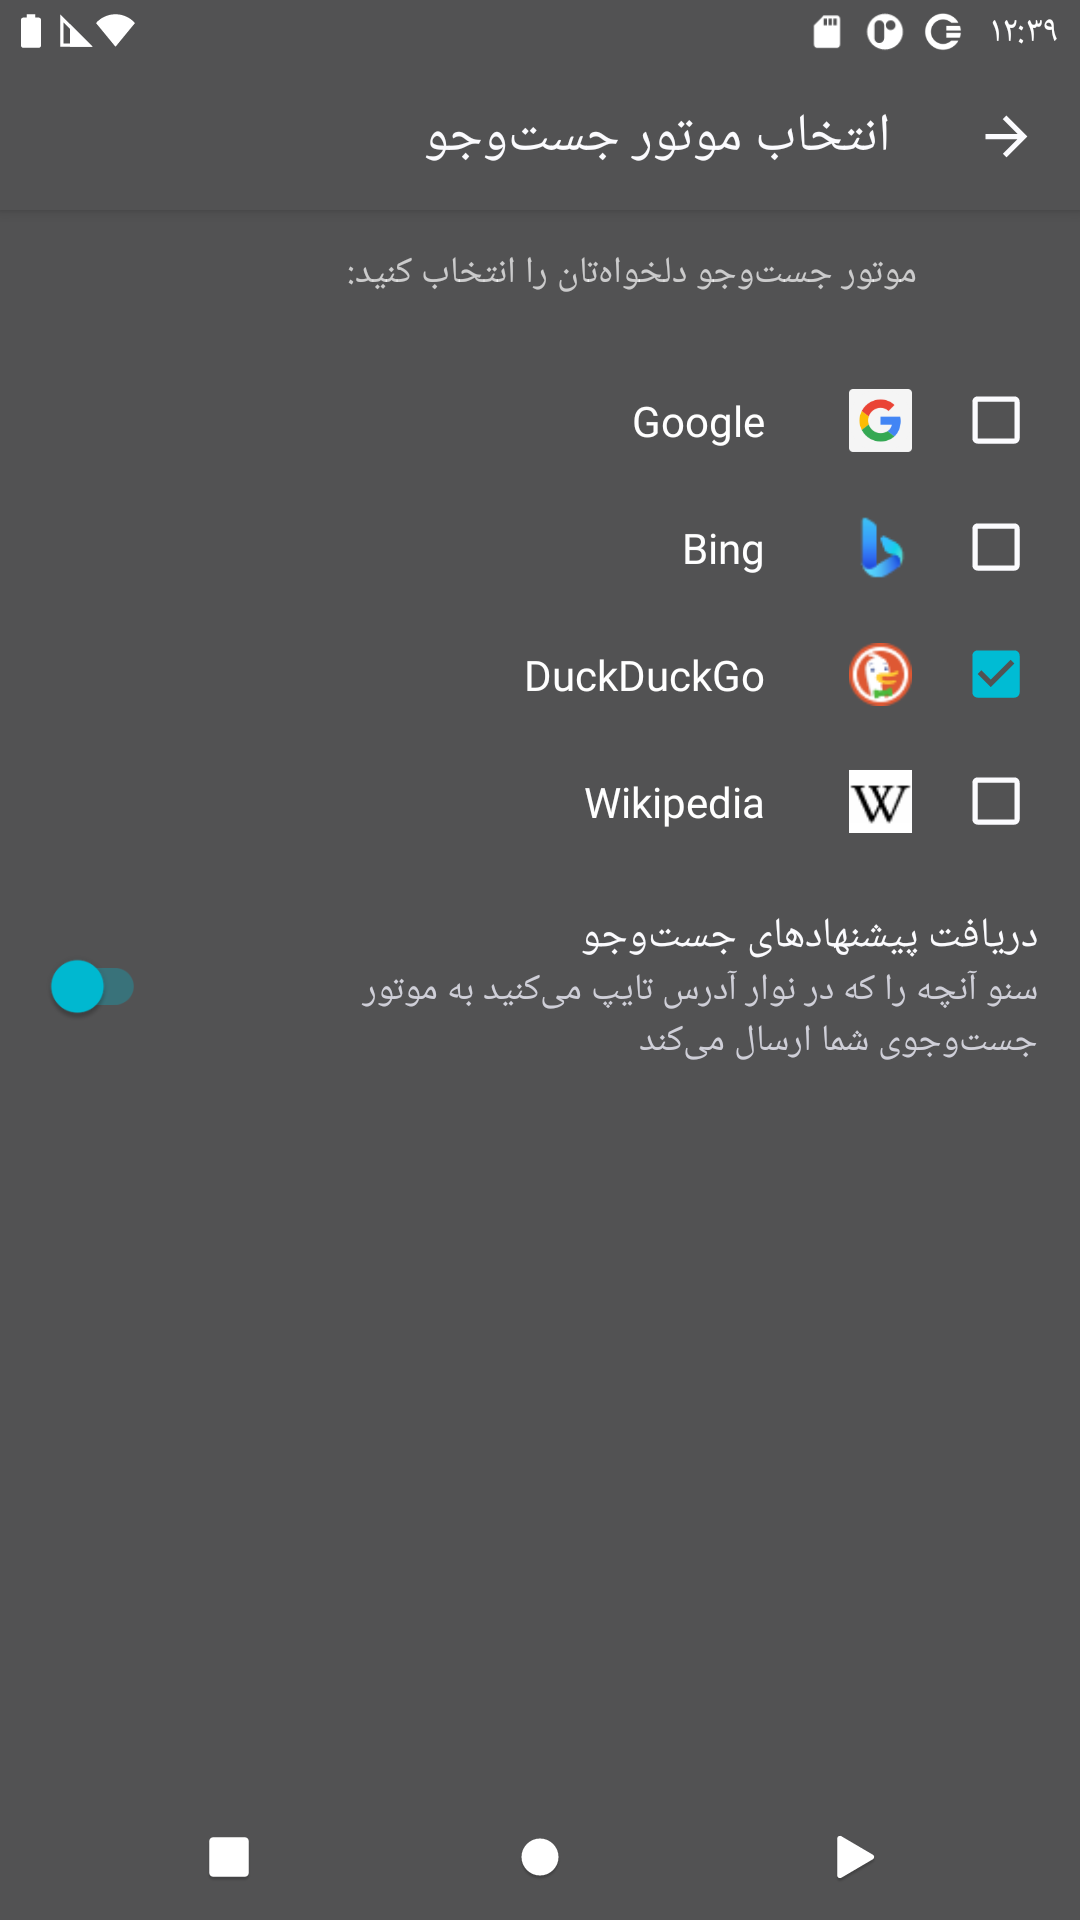 ۱۲:۳۹
انتخاب موتور جست‌وجو
موتور جست‌وجو دلخواه‌تان را انتخاب کنید:
Google
Bing
DuckDuckGo
W
Wikipedia
دریافت پیشنهادهای جست‌وجو
سنو آنچه را که در نوار آدرس تایپ می‌کنید به موتور
جست‌وجوی شما ارسال می‌کند